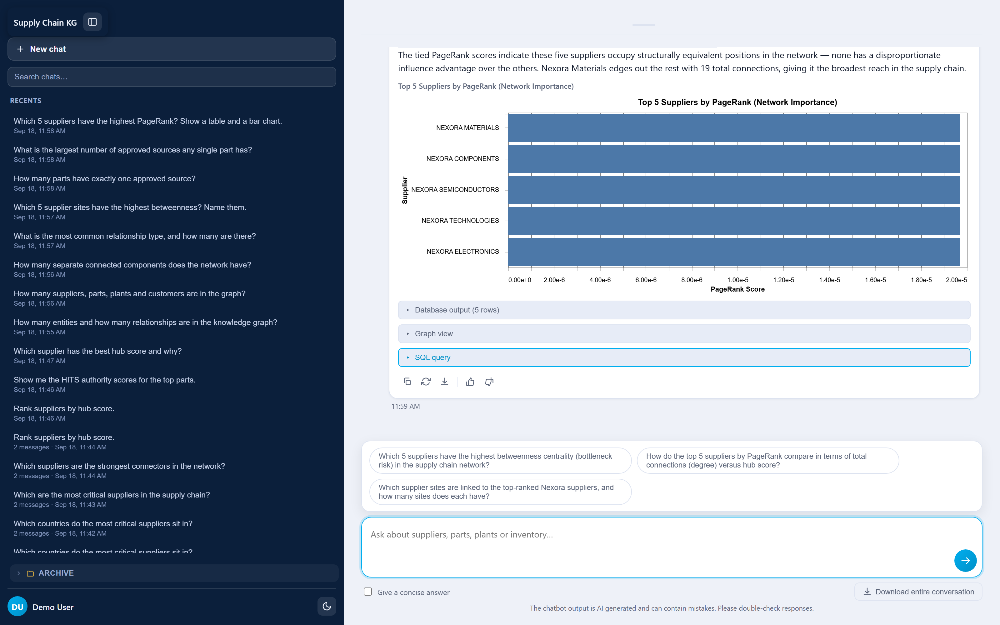 Supply Chain KG
New chat
Search chats...
RECENTS
Which 5 suppliers have the highest PageRank? Show a table and a bar chart.
Sep 18, 11:58 AM
What is the largest number of approved sources any single part has?
Sep 18, 11:58 AM
How many parts have exactly one approved source?
Sep 18, 11:58 AM
Which 5 supplier sites have the highest betweenness? Name them.
Sep 18, 11:57 AM
What is the most common relationship type, and how many are there?
Sep 18, 11:57 AM
How many separate connected components does the network have?
Sep 18, 11:56 AM
How many suppliers, parts, plants and customers are in the graph?
Sep 18, 11:56 AM
How many entities and how many relationships are in the knowledge graph?
Sep 18, 11:55 AM
Which supplier has the best hub score and why?
Sep 18, 11:47 AM
Show me the HITS authority scores for the top parts.
Sep 18, 11:46 AM
Rank suppliers by hub score.
Sep 18, 11:46 AM
Rank suppliers by hub score.
2 messages · Sep 18, 11:44 AM
Which suppliers are the strongest connectors in the network?
2 messages · Sep 18, 11:44 AM
Which are the most critical suppliers in the supply chain?
2 messages · Sep 18, 11:43 AM
Which countries do the most critical suppliers sit in?
2 messages · Sep 18, 11:42 AM
Which countries do the most critical suppliers sit in?
ARCHIVE
DU Demo User
The tied PageRank scores indicate these five suppliers occupy structurally equivalent positions in the network — none has a disproportionate
influence advantage over the others. Nexora Materials edges out the rest with 19 total connections, giving it the broadest reach in the supply chain.
Top 5 Suppliers by PageRank (Network Importance)
Top 5 Suppliers by PageRank (Network Importance)
Supplier
NEXORA MATERIALS
NEXORA COMPONENTS
NEXORA SEMICONDUCTORS
NEXORA TECHNOLOGIES
NEXORA ELECTRONICS
0.00e+0 2.00e-6 4.00e-6 6.00e-6 8.00e-6 1.00e-5 1.20e-5 1.40e-5 1.60e-5 1.80e-5 2.00e-5
PageRank Score
Database output (5 rows)
Graph view
SQL query
11:59 AM
Which 5 suppliers have the highest betweenness centrality (bottleneck
risk) in the supply chain network?
How do the top 5 suppliers by PageRank compare in terms of total
connections (degree) versus hub score?
Which supplier sites are linked to the top-ranked Nexora suppliers, and
how many sites does each have?
Ask about suppliers, parts, plants or inventory...
Give a concise answer
Download entire conversation
The chatbot output is AI generated and can contain mistakes. Please double-check responses.